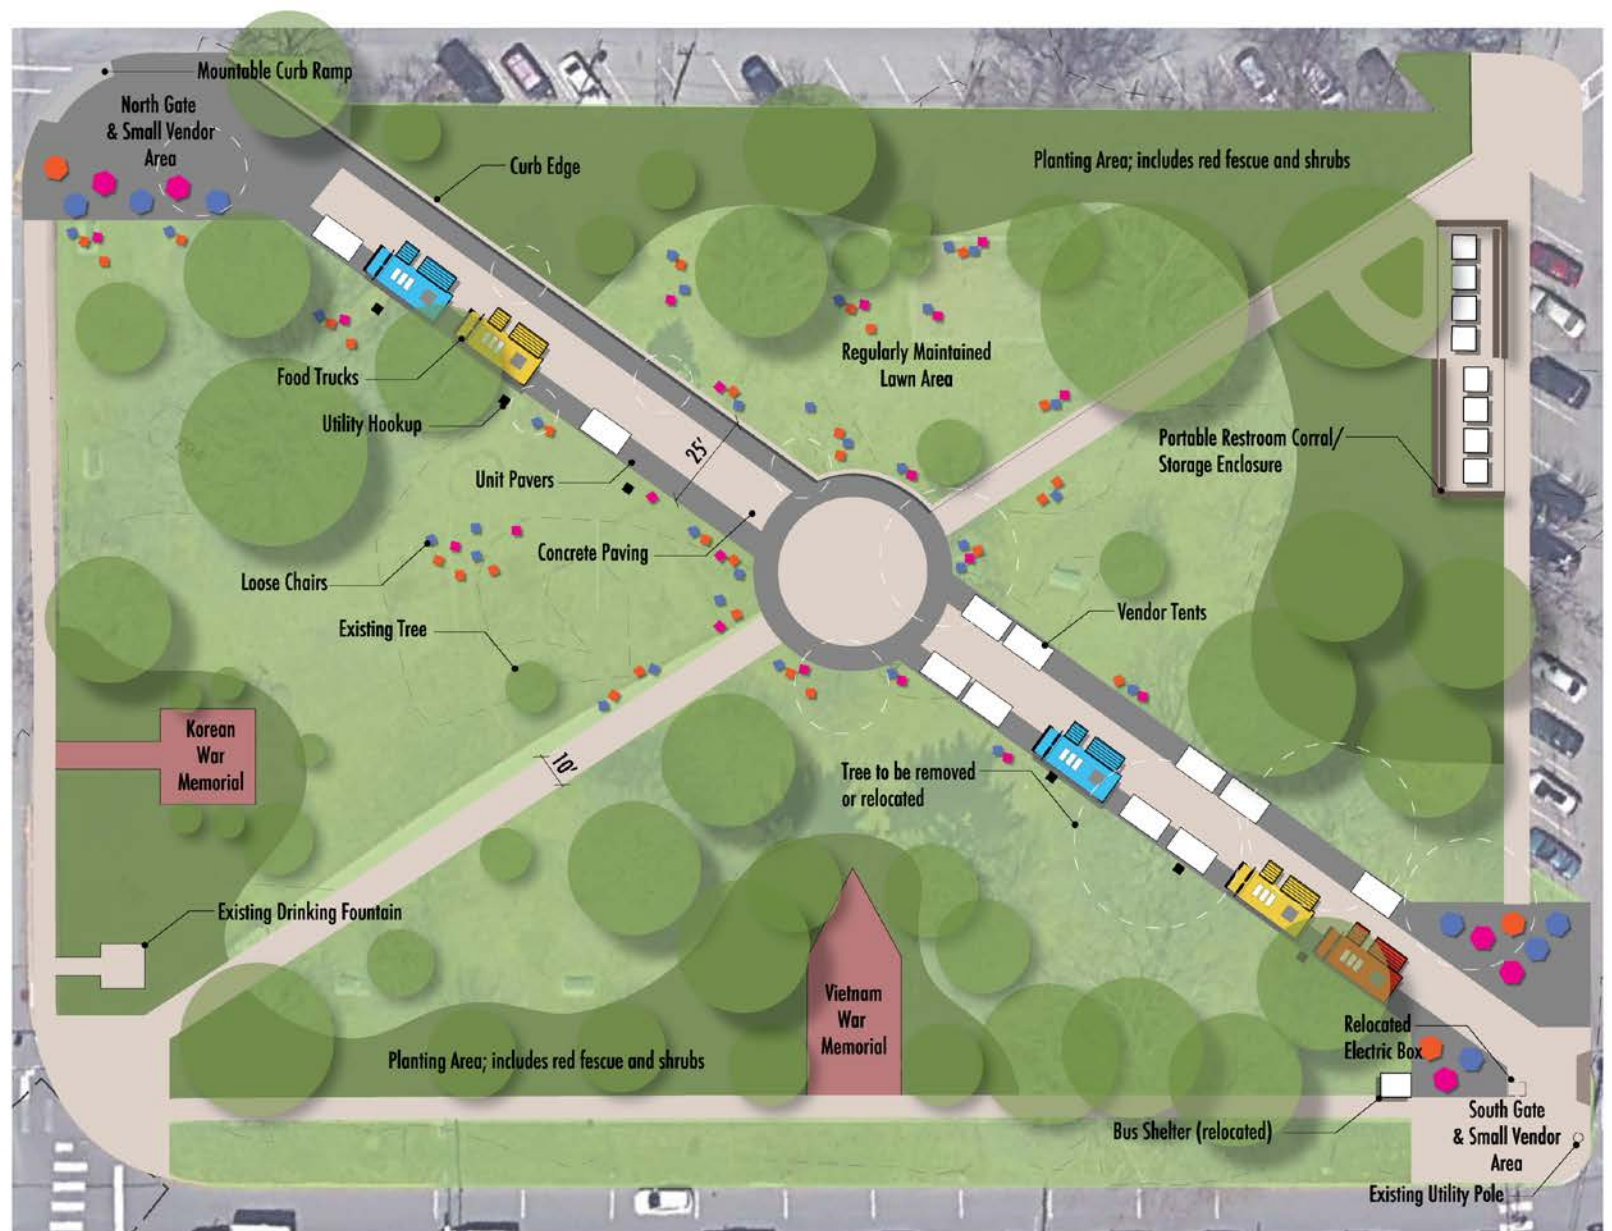 Mountable Curb Ramp
North Gate
& Small Vendor
Area
Curb Edge
Planting Area; includes red fescue and shrubs
Regularly Maintained
Lawn Area
Food Trucks
Utility Hookup
25'
Unit Pavers
Portable Restroom Corral/
Storage Enclosure
Concrete Paving
Loose Chairs
Existing Tree
Vendor Tents
Korean
War
Memorial
10'
Tree to be removed
or relocated
Existing Drinking Fountain
Vietnam
War
Memorial
Planting Area; includes red fescue and shrubs
Relocated
Electric Box
Bus Shelter (relocated)
South Gate
& Small Vendor
Area
Existing Utility Pole